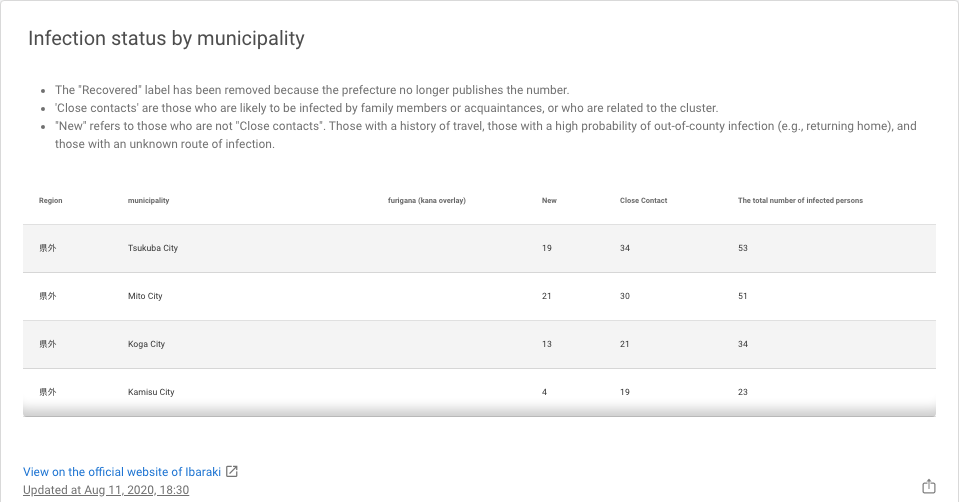 Infection status by municipality
The "Recovered" label has been removed because the prefecture no longer publishes the number.
'Close contacts' are those who are likely to be infected by family members or acquaintances, or who are related to the cluster.
"New" refers to those who are not "Close contacts". Those with a history of travel, those with a high probability of out-of-county infection (e.g., returning home), and
those with an unknown route of infection.
Region municipality furigana (kana overlay) New Close Contact The total number of infected persons
県外 Tsukuba City 19 34 53
県外 Mito City 21 30 51
県外 Koga City 13 21 34
県外 Kamisu City 4 19 23
View on the official website of Ibaraki
Updated at Aug 11, 2020, 18:30